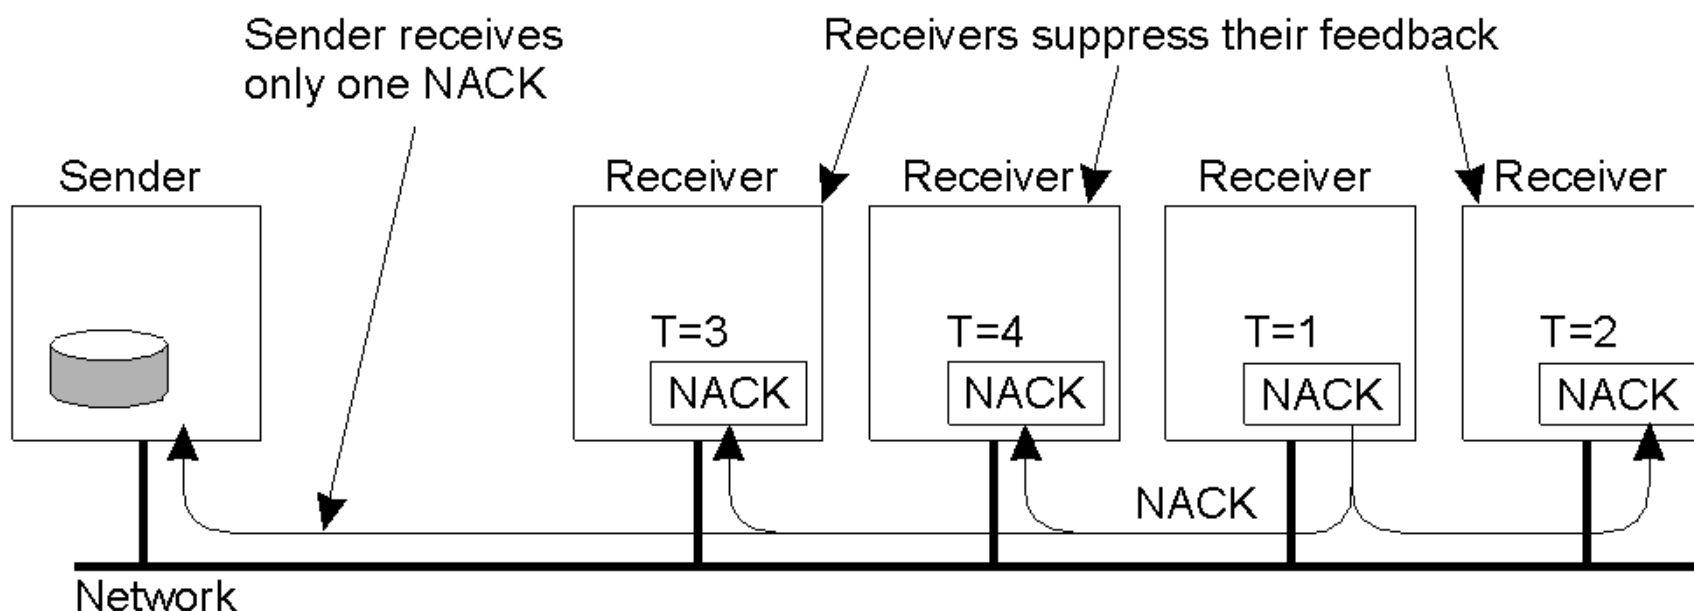 Sender receives
only one NACK
Receivers suppress their feedback
Sender
Receiver
Receiver
Receiver
Receiver
T=3
T=4
T=1
T=2
NACK
NACK
NACK
NACK
NACK
Network